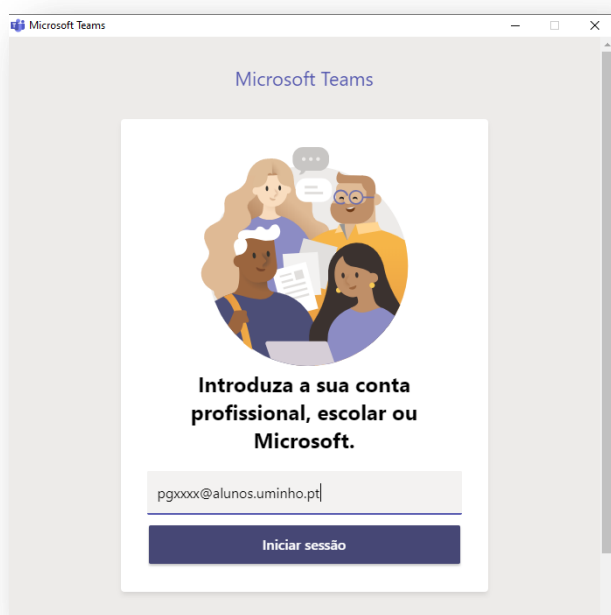 Microsoft Teams
Microsoft Teams
Introduza a sua conta
profissional, escolar ou
Microsoft.
pgxxxx@alunos.uminho.pt
Iniciar sessão